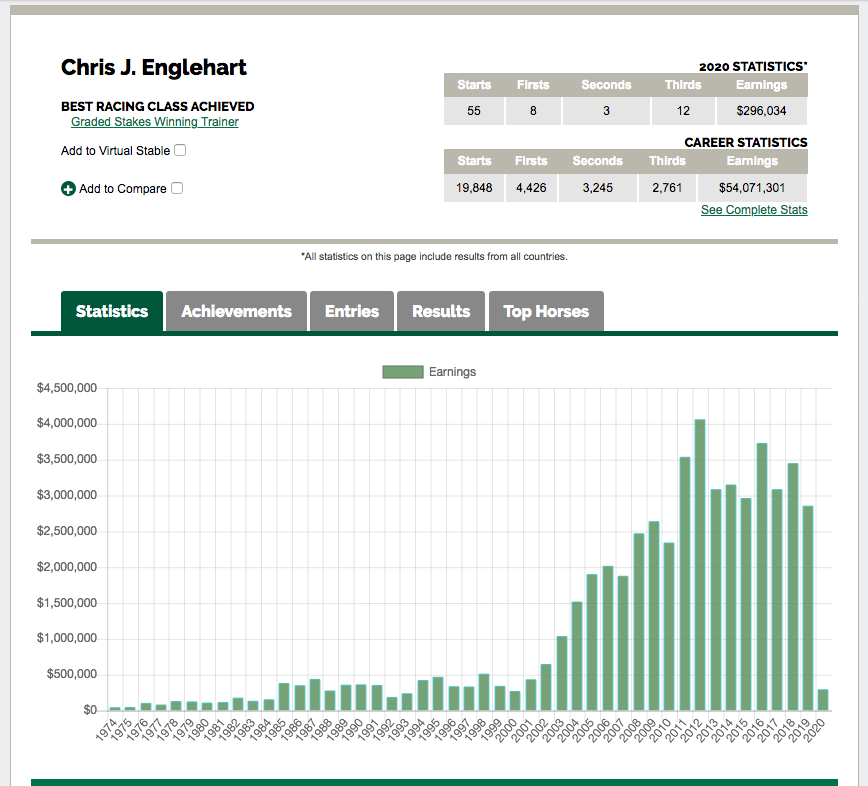 Chris J. Englehart
BEST RACING CLASS ACHIEVED
Graded Stakes Winning Trainer
Add to Virtual Stable
Add to Compare
2020 STATISTICS*
Starts Firsts Seconds Thirds Earnings
55 8 3 12 $296,034
CAREER STATISTICS
Starts Firsts Seconds Thirds Earnings
19,848 4,426 3,245 2,761 $54,071,301
See Complete Stats
*All statistics on this page include results from all countries.
Statistics Achievements Entries Results Top Horses
Earnings
$4,500,000
$4,000,000
$3,500,000
$3,000,000
$2,500,000
$2,000,000
$1,500,000
$1,000,000
$500,000
$0
1974 1975 1976 1977 1978 1979 1980 1981 1982 1983 1984 1985 1986 1987 1988 1989 1990 1991 1992 1993 1994 1995 1996 1997 1998 1999 2000 2001 2002 2003 2004 2005 2006 2007 2008 2009 2010 2011 2012 2013 2014 2015 2016 2017 2018 2019 2020